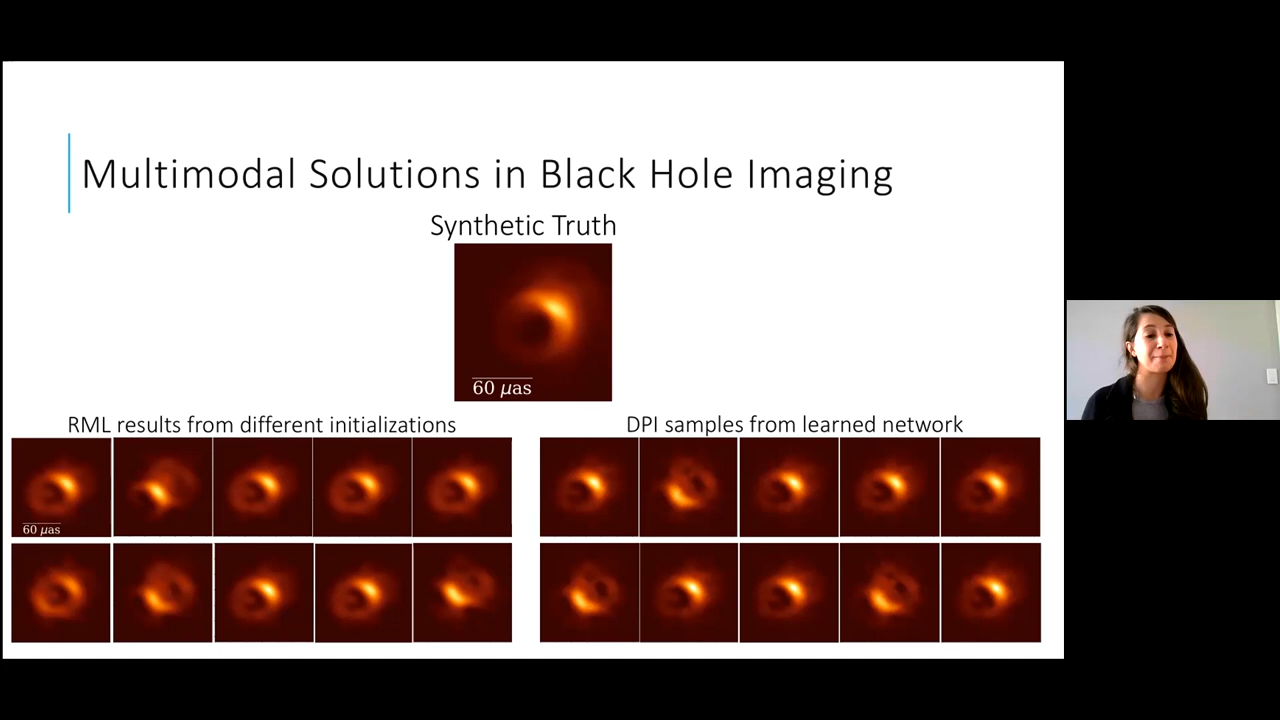 Multimodal Solutions in Black Hole Imaging
Synthetic Truth
60 μas
RML results from different initializations
DPI samples from learned network
60 μas